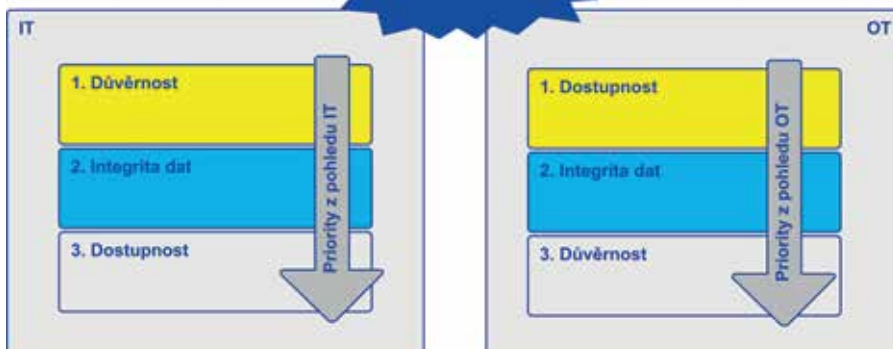 IT
1. Důvěrnost
2. Integrita dat
3. Dostupnost
Priority z pohledu IT
OT
1. Dostupnost
2. Integrita dat
3. Důvěrnost
Priority z pohledu OT